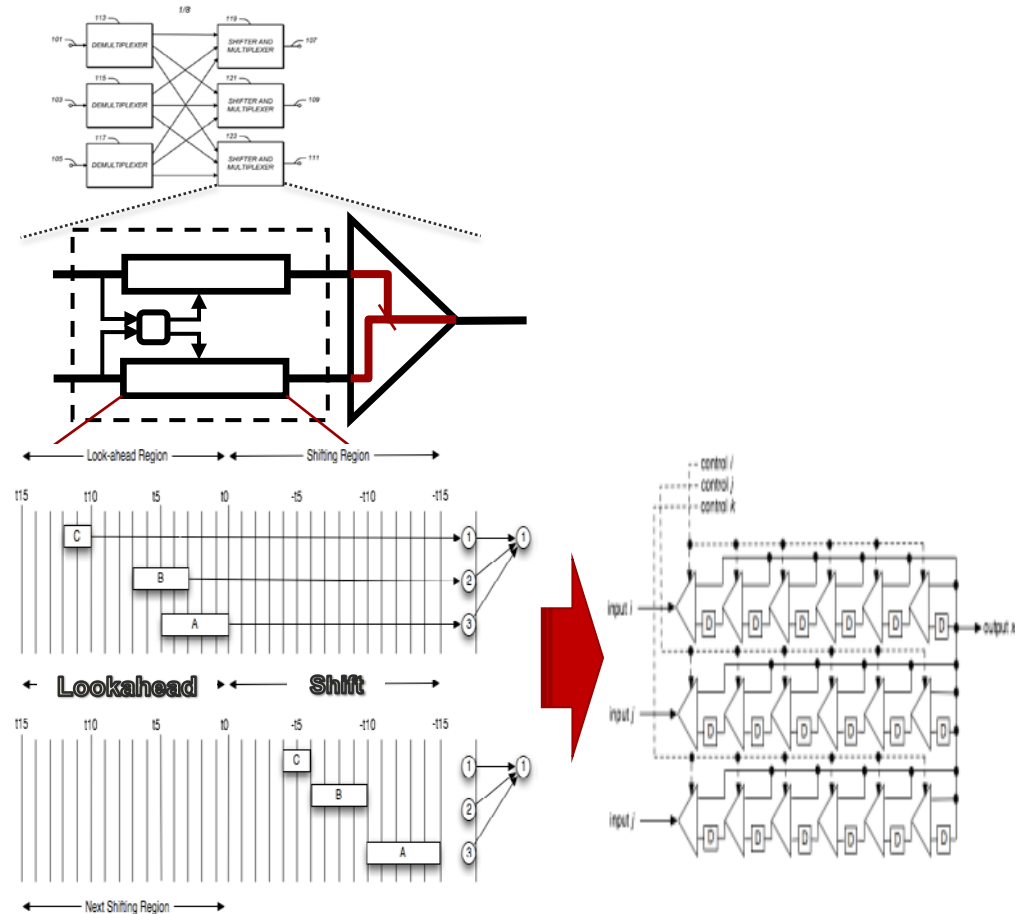 1/8
113
119
101
DEMULTIPLEXER
SHIFTER AND
MULTIPLEXER
107
115
121
103
DEMULTIPLEXER
SHIFTER AND
MULTIPLEXER
109
117
123
105
DEMULTIPLEXER
SHIFTER AND
MULTIPLEXER
111
Look-ahead Region
Shifting Region
t15 t10 t5 t0 -t5 -t10 -t15
C
1 1
B
2
A
3
Lookahead Shift
t15 t10 t5 t0 -t5 -t10 -t15
C
1 1
B
2
A
3
Next Shifting Region
control i
control j
control k
input i
D D D D D D
output x
input j
D D D D D D
input j
D D D D D D